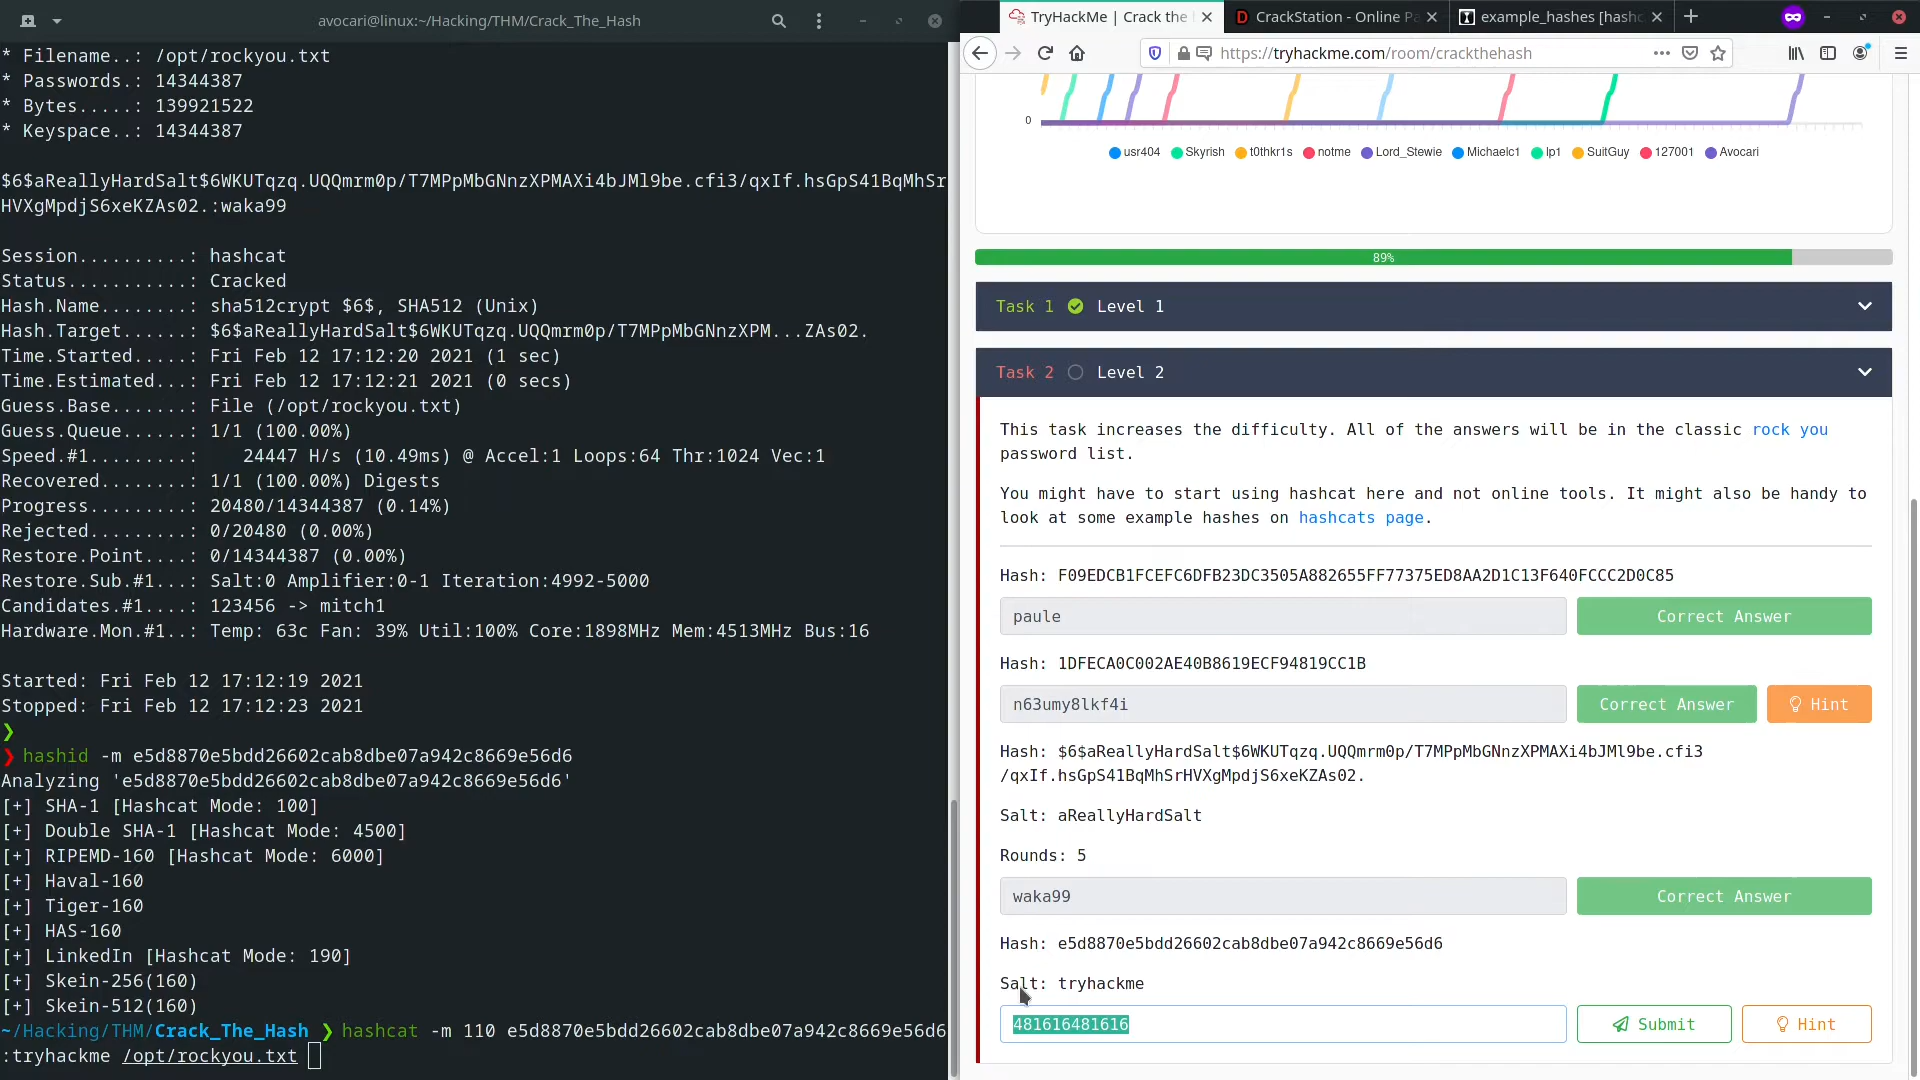 avocari@linux:~/Hacking/THM/Crack_The_Hash
* Filename..: /opt/rockyou.txt
* Passwords.: 14344387
* Bytes.....: 139921522
* Keyspace..: 14344387
$6$aReallyHardSalt$6WKUTqzq.UQQmrm0p/T7MPpMbGNnzXPMAXi4bJMl9be.cfi3/qxIf.hsGpS41BqMhSr
HVXgMpdjS6xeKZAs02.:waka99
Session..........: hashcat
Status...........: Cracked
Hash.Name........: sha512crypt $6$, SHA512 (Unix)
Hash.Target......: $6$aReallyHardSalt$6WKUTqzq.UQQmrm0p/T7MPpMbGNnzXPM...ZAs02.
Time.Started.....: Fri Feb 12 17:12:20 2021 (1 sec)
Time.Estimated...: Fri Feb 12 17:12:21 2021 (0 secs)
Guess.Base.......: File (/opt/rockyou.txt)
Guess.Queue......: 1/1 (100.00%)
Speed.#1.........:    24447 H/s (10.49ms) @ Accel:1 Loops:64 Thr:1024 Vec:1
Recovered........: 1/1 (100.00%) Digests
Progress.........: 20480/14344387 (0.14%)
Rejected.........: 0/20480 (0.00%)
Restore.Point....: 0/14344387 (0.00%)
Restore.Sub.#1...: Salt:0 Amplifier:0-1 Iteration:4992-5000
Candidates.#1....: 123456 -> mitch1
Hardware.Mon.#1..: Temp: 63c Fan: 39% Util:100% Core:1898MHz Mem:4513MHz Bus:16
Started: Fri Feb 12 17:12:19 2021
Stopped: Fri Feb 12 17:12:23 2021
❯
❯ hashid -m e5d8870e5bdd26602cab8dbe07a942c8669e56d6
Analyzing 'e5d8870e5bdd26602cab8dbe07a942c8669e56d6'
[+] SHA-1 [Hashcat Mode: 100]
[+] Double SHA-1 [Hashcat Mode: 4500]
[+] RIPEMD-160 [Hashcat Mode: 6000]
[+] Haval-160
[+] Tiger-160
[+] HAS-160
[+] LinkedIn [Hashcat Mode: 190]
[+] Skein-256(160)
[+] Skein-512(160)
~/Hacking/THM/Crack_The_Hash ❯ hashcat -m 110 e5d8870e5bdd26602cab8dbe07a942c8669e56d6
:tryhackme /opt/rockyou.txt
TryHackMe | Crack the
CrackStation - Online Pa
example_hashes [hashc
https://tryhackme.com/room/crackthehash
0
usr404 Skyrish t0thkr1s notme Lord_Stewie Michaelc1 lp1 SuitGuy 127001 Avocari
89%
Task 1 Level 1
Task 2 Level 2
This task increases the difficulty. All of the answers will be in the classic rock you
password list.
You might have to start using hashcat here and not online tools. It might also be handy to
look at some example hashes on hashcats page.
Hash: F09EDCB1FCEFC6DFB23DC3505A882655FF77375ED8AA2D1C13F640FCCC2D0C85
paule Correct Answer
Hash: 1DFECA0C002AE40B8619ECF94819CC1B
n63umy8lkf4i Correct Answer Hint
Hash: $6$aReallyHardSalt$6WKUTqzq.UQQmrm0p/T7MPpMbGNnzXPMAXi4bJMl9be.cfi3
/qxIf.hsGpS41BqMhSrHVXgMpdjS6xeKZAs02.
Salt: aReallyHardSalt
Rounds: 5
waka99 Correct Answer
Hash: e5d8870e5bdd26602cab8dbe07a942c8669e56d6
Salt: tryhackme
481616481616 Submit Hint